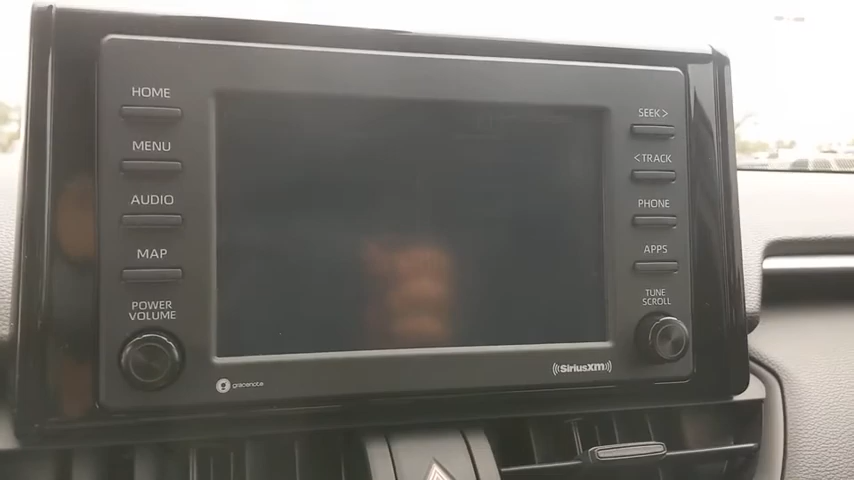 HOME
MENU
AUDIO
MAP
POWER
VOLUME
SEEK >
< TRACK
PHONE
APPS
TUNE
SCROLL
gracenote
((SiriusXM))